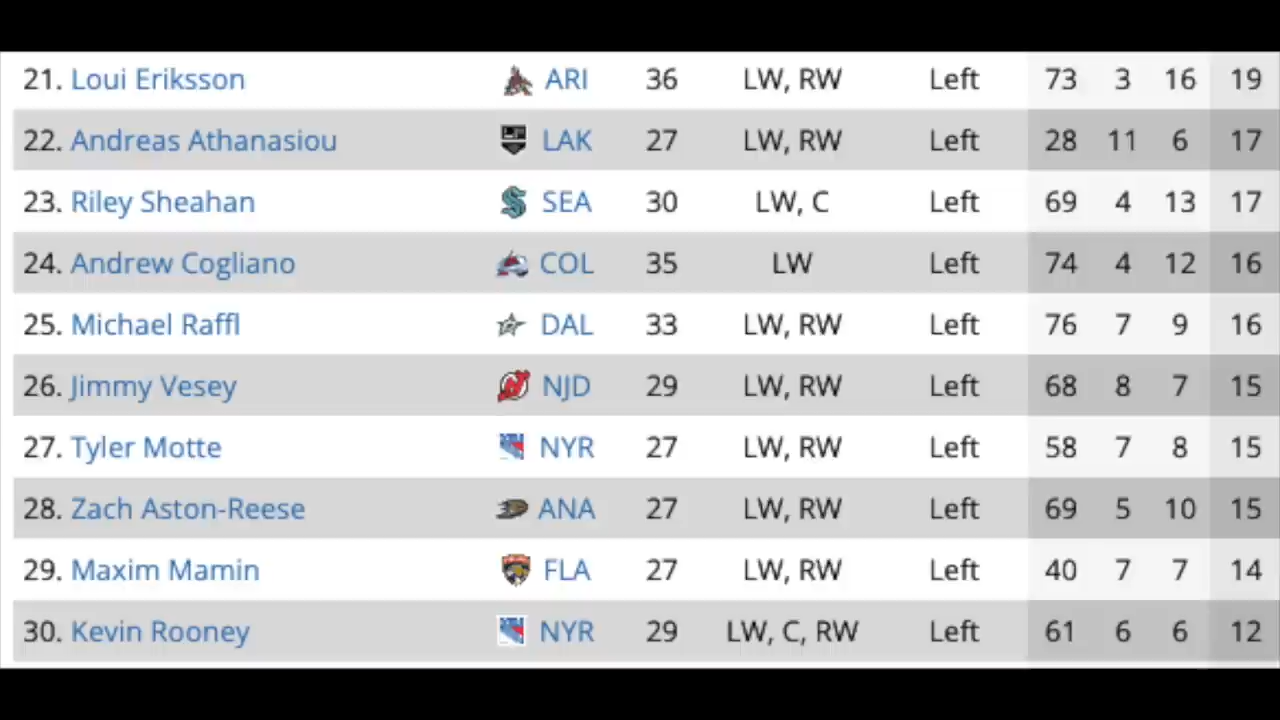 21. Loui Eriksson ARI 36 LW, RW Left 73 3 16 19
22. Andreas Athanasiou LAK 27 LW, RW Left 28 11 6 17
23. Riley Sheahan SEA 30 LW, C Left 69 4 13 17
24. Andrew Cogliano COL 35 LW Left 74 4 12 16
25. Michael Raffl DAL 33 LW, RW Left 76 7 9 16
26. Jimmy Vesey NJD 29 LW, RW Left 68 8 7 15
27. Tyler Motte NYR 27 LW, RW Left 58 7 8 15
28. Zach Aston-Reese ANA 27 LW, RW Left 69 5 10 15
29. Maxim Mamin FLA 27 LW, RW Left 40 7 7 14
30. Kevin Rooney NYR 29 LW, C, RW Left 61 6 6 12